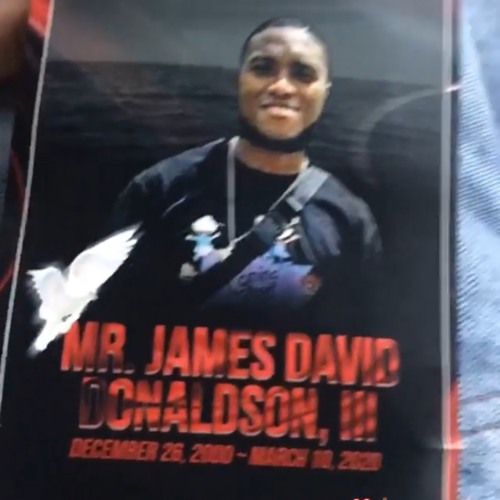 MR. JAMES DAVID
DONALDSON, III
DECEMBER 26, 2000 ~ MARCH 10, 2020